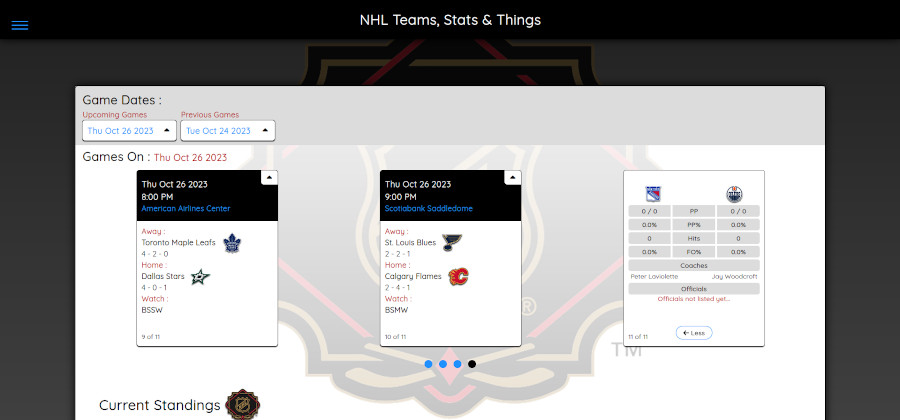 NHL Teams, Stats & Things
Game Dates :
Upcoming Games Previous Games
Thu Oct 26 2023 Tue Oct 24 2023
Games On : Thu Oct 26 2023
Thu Oct 26 2023
8:00 PM
American Airlines Center
Away :
Toronto Maple Leafs
4 - 2 - 0
Home :
Dallas Stars
4 - 0 - 1
Watch :
BSSW
9 of 11
Thu Oct 26 2023
9:00 PM
Scotiabank Saddledome
Away :
St. Louis Blues
2 - 2 - 1
Home :
Calgary Flames
2 - 4 - 1
Watch :
BSMW
10 of 11
0 / 0 PP 0 / 0
0.0% PP% 0.0%
0 Hits 0
0.0% FO% 0.0%
Coaches
Peter Laviolette Jay Woodcroft
Officials
Officials not listed yet...
11 of 11 ← Less
®
TM
Current Standings